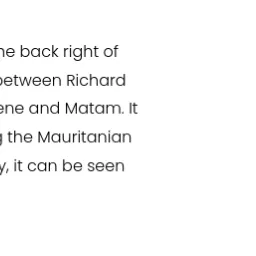 he back right of
between Richard
ene and Matam. It
g the Mauritanian
y, it can be seen